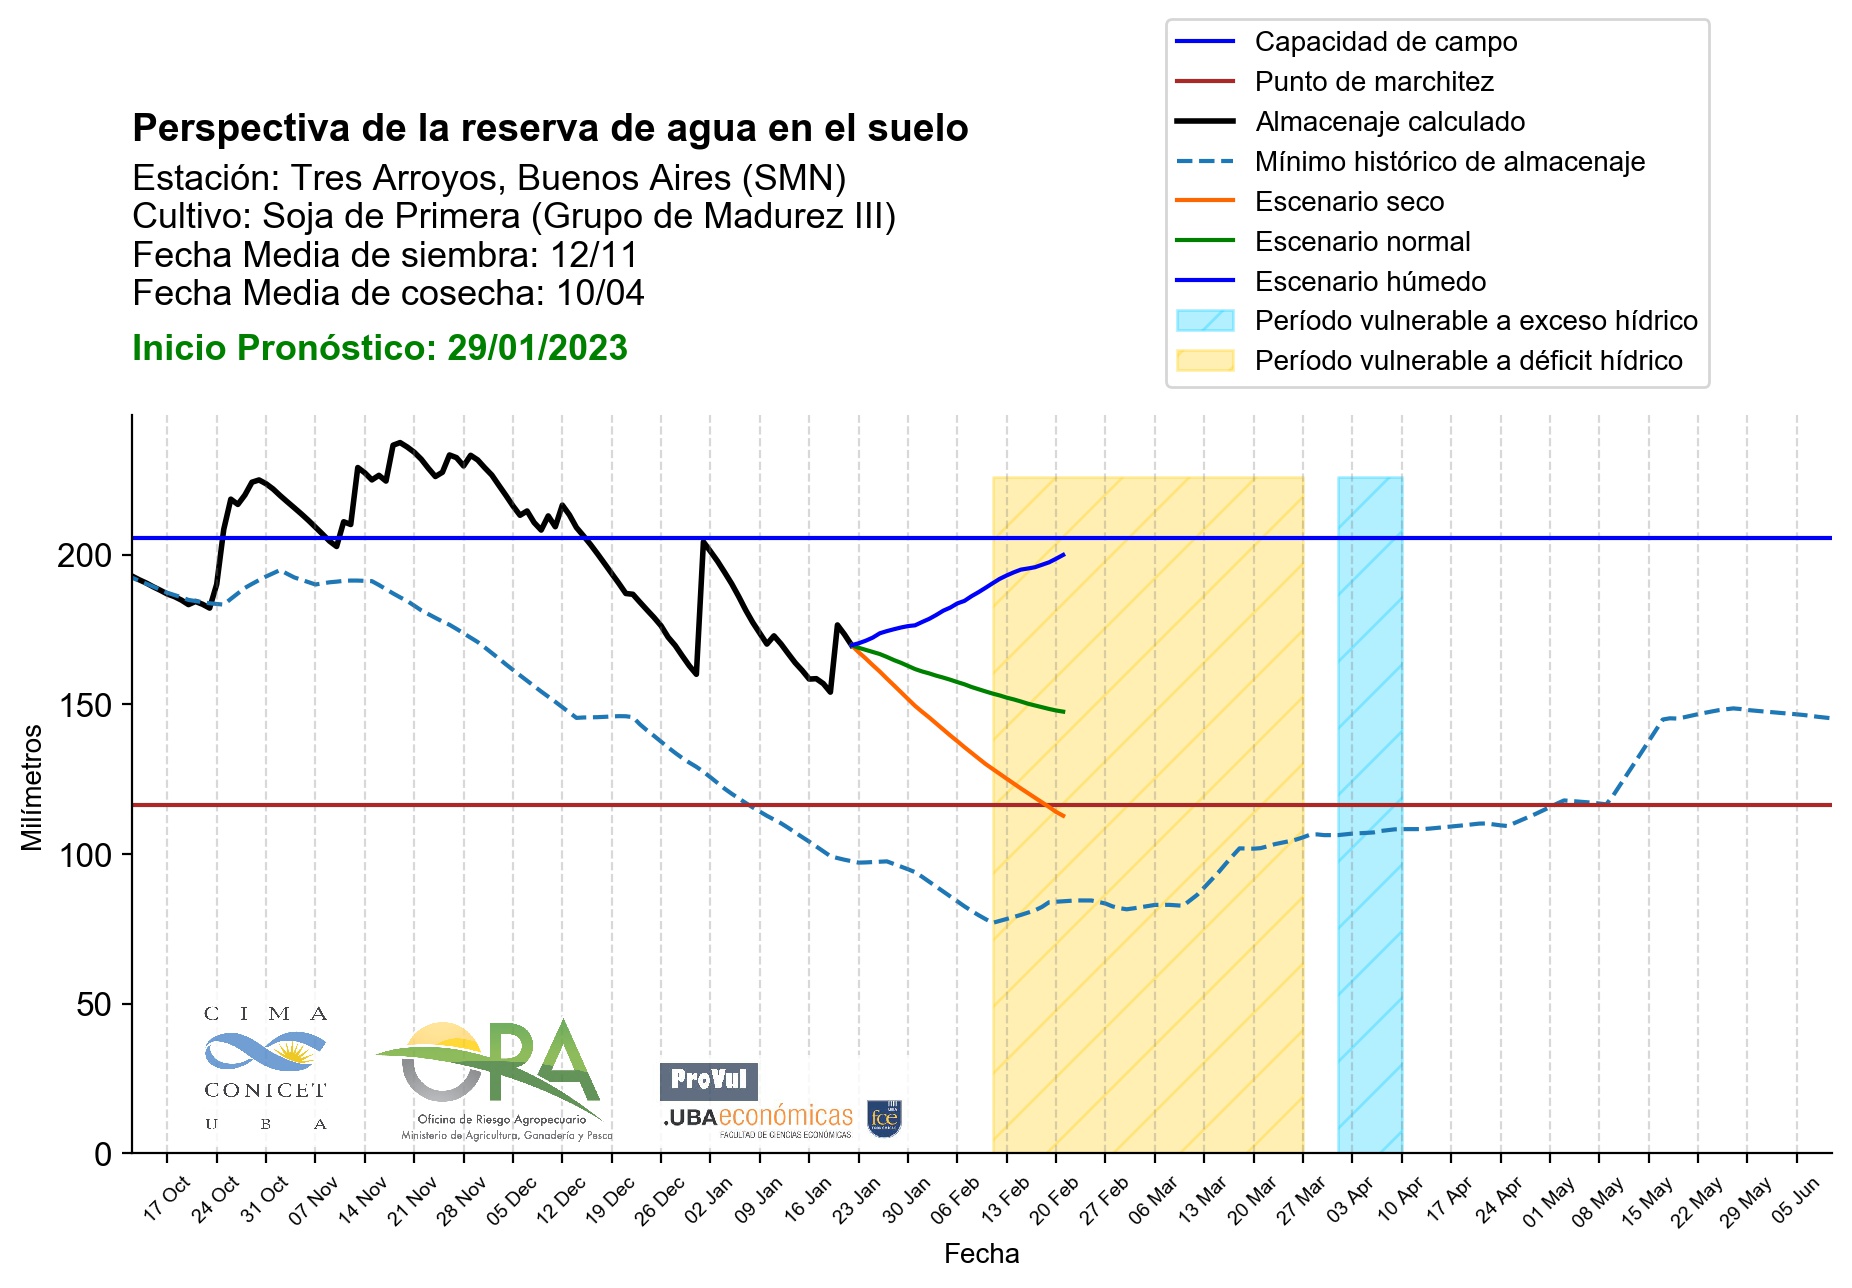 Capacidad de campo
Punto de marchitez
Almacenaje calculado
Mínimo histórico de almacenaje
Escenario seco
Escenario normal
Escenario húmedo
Período vulnerable a exceso hídrico
Período vulnerable a déficit hídrico
Perspectiva de la reserva de agua en el suelo
Estación: Tres Arroyos, Buenos Aires (SMN)
Cultivo: Soja de Primera (Grupo de Madurez III)
Fecha Media de siembra: 12/11
Fecha Media de cosecha: 10/04
Inicio Pronóstico: 29/01/2023
Milímetros
200
150
100
50
0
C I M A
CONICET
U B A
ORA
Oficina de Riesgo Agropecuario
Ministerio de Agricultura, Ganadería y Pesca
ProVul
.UBAeconómicas
FACULTAD DE CIENCIAS ECONÓMICAS
fce
17 Oct 24 Oct 31 Oct 07 Nov 14 Nov 21 Nov 28 Nov 05 Dec 12 Dec 19 Dec 26 Dec 02 Jan 09 Jan 16 Jan 23 Jan 30 Jan 06 Feb 13 Feb 20 Feb 27 Feb 06 Mar 13 Mar 20 Mar 27 Mar 03 Apr 10 Apr 17 Apr 24 Apr 01 May 08 May 15 May 22 May 29 May 05 Jun
Fecha